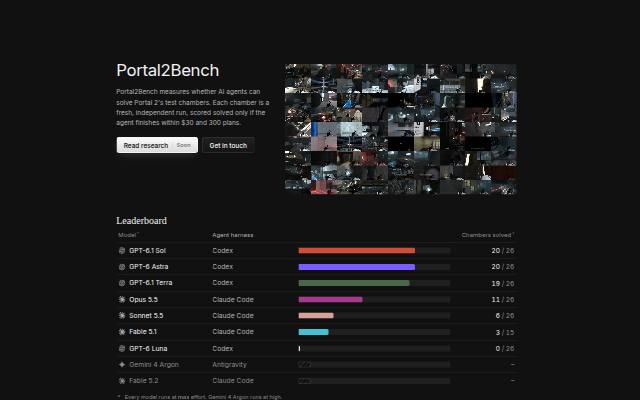 Portal2Bench
Portal2Bench measures whether AI agents can
solve Portal 2's test chambers. Each chamber is a
fresh, independent run, scored solved only if the
agent finishes within $30 and 300 plans.
Read research Soon Get in touch
Leaderboard
Model* Agent harness Chambers solved*
GPT-6.1 Sol Codex 20 / 26
GPT-6 Astra Codex 20 / 26
GPT-6.1 Terra Codex 19 / 26
Opus 5.5 Claude Code 11 / 26
Sonnet 5.5 Claude Code 6 / 26
Fable 5.1 Claude Code 3 / 15
GPT-6 Luna Codex 0 / 26
Gemini 4 Argon Antigravity –
Fable 5.2 Claude Code –
* Every model runs at max effort. Gemini 4 Argon runs at high.